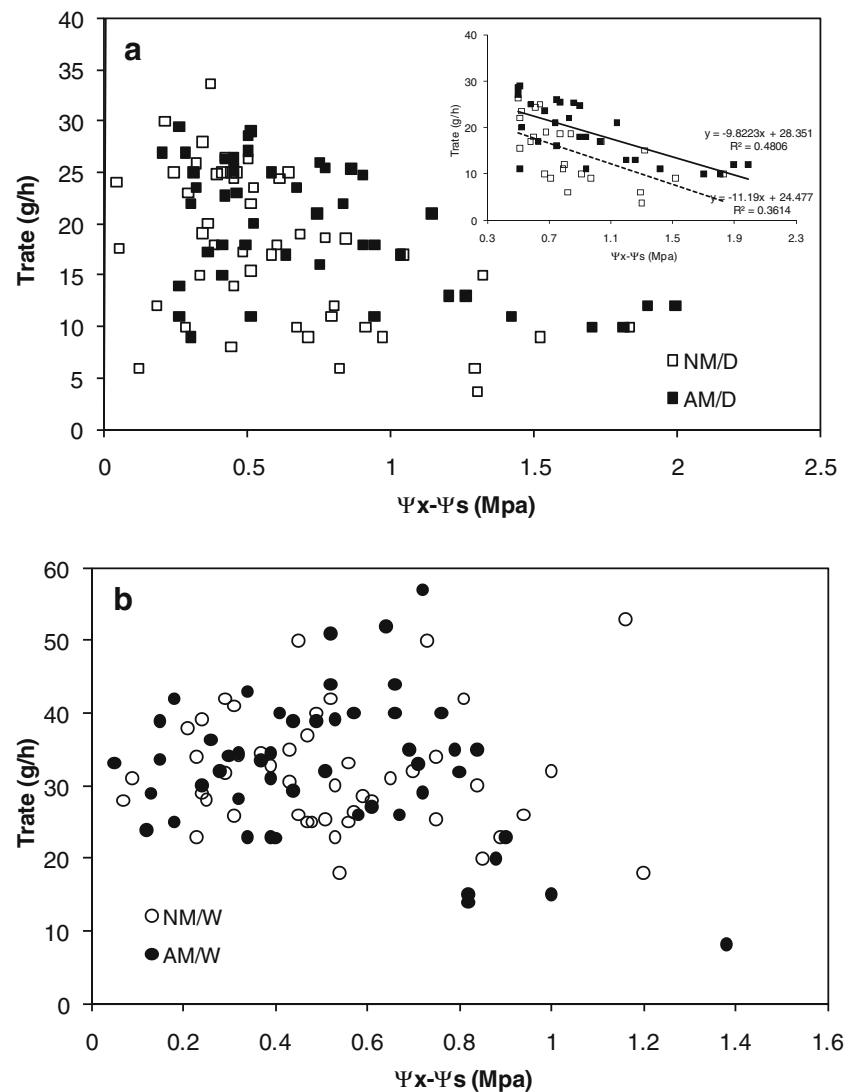 a
40
35
30
25
20
15
10
5
0
Trate (g/h)
0
0.5
1
1.5
2
2.5
Ψx-Ψs (Mpa)
NM/D
AM/D
40
30
20
10
0
Trate (g/h)
y = -9.8223x + 28.351
R² = 0.4806
y = -11.19x + 24.477
R² = 0.3614
0.3
0.7
1.1
1.5
1.9
2.3
Ψx-Ψs (Mpa)
b
60
50
40
30
20
10
0
Trate (g/h)
NM/W
AM/W
0
0.2
0.4
0.6
0.8
1
1.2
1.4
1.6
Ψx-Ψs (Mpa)